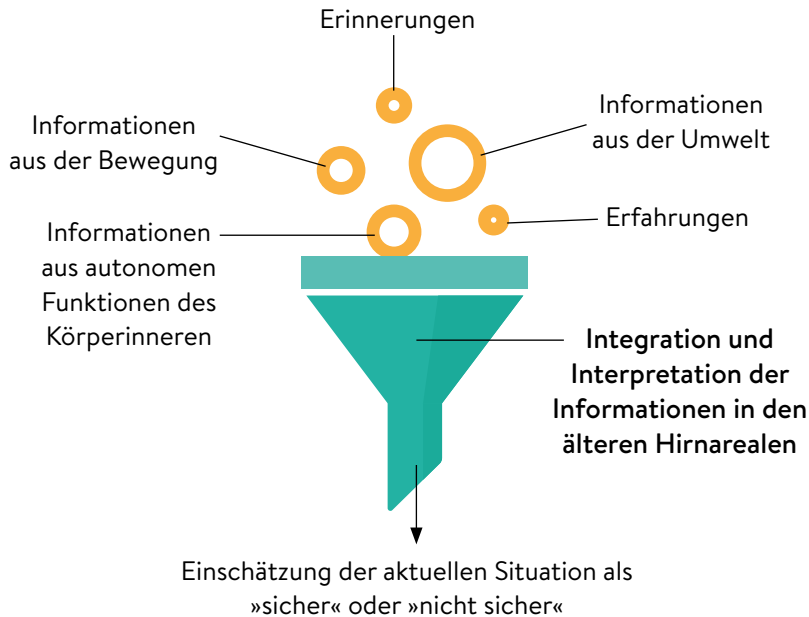 Erinnerungen
Informationen
aus der Umwelt
Informationen
aus der Bewegung
Erfahrungen
Informationen
aus autonomen
Funktionen des
Körperinneren
Integration und
Interpretation der
Informationen in den
älteren Hirnarealen
Einschätzung der aktuellen Situation als
»sicher« oder »nicht sicher«